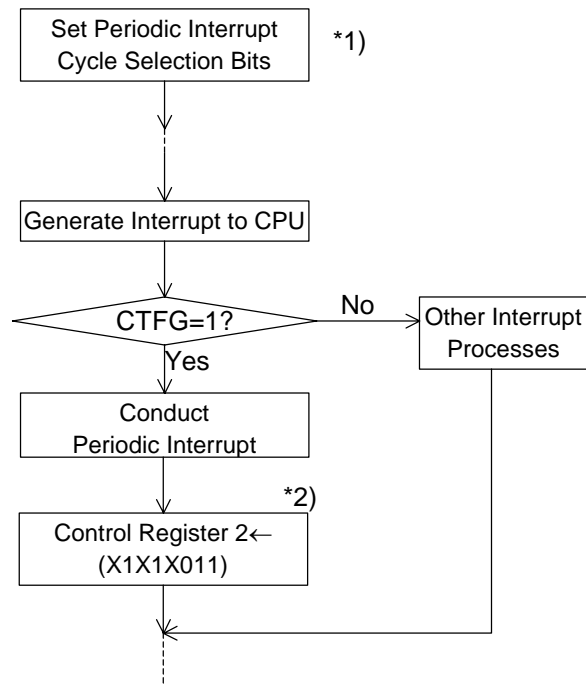 Set Periodic Interrupt
Cycle Selection Bits
*1)
Generate Interrupt to CPU
CTFG=1?
No
Other Interrupt
Processes
Yes
Conduct
Periodic Interrupt
*2)
Control Register 2←
(X1X1X011)